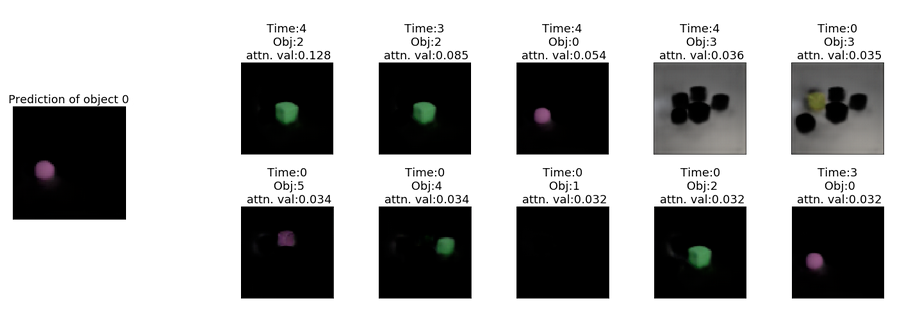 Prediction of object 0
Time:4
Obj:2
attn. val:0.128
Time:3
Obj:2
attn. val:0.085
Time:4
Obj:0
attn. val:0.054
Time:4
Obj:3
attn. val:0.036
Time:0
Obj:3
attn. val:0.035
Time:0
Obj:5
attn. val:0.034
Time:0
Obj:4
attn. val:0.034
Time:0
Obj:1
attn. val:0.032
Time:0
Obj:2
attn. val:0.032
Time:3
Obj:0
attn. val:0.032